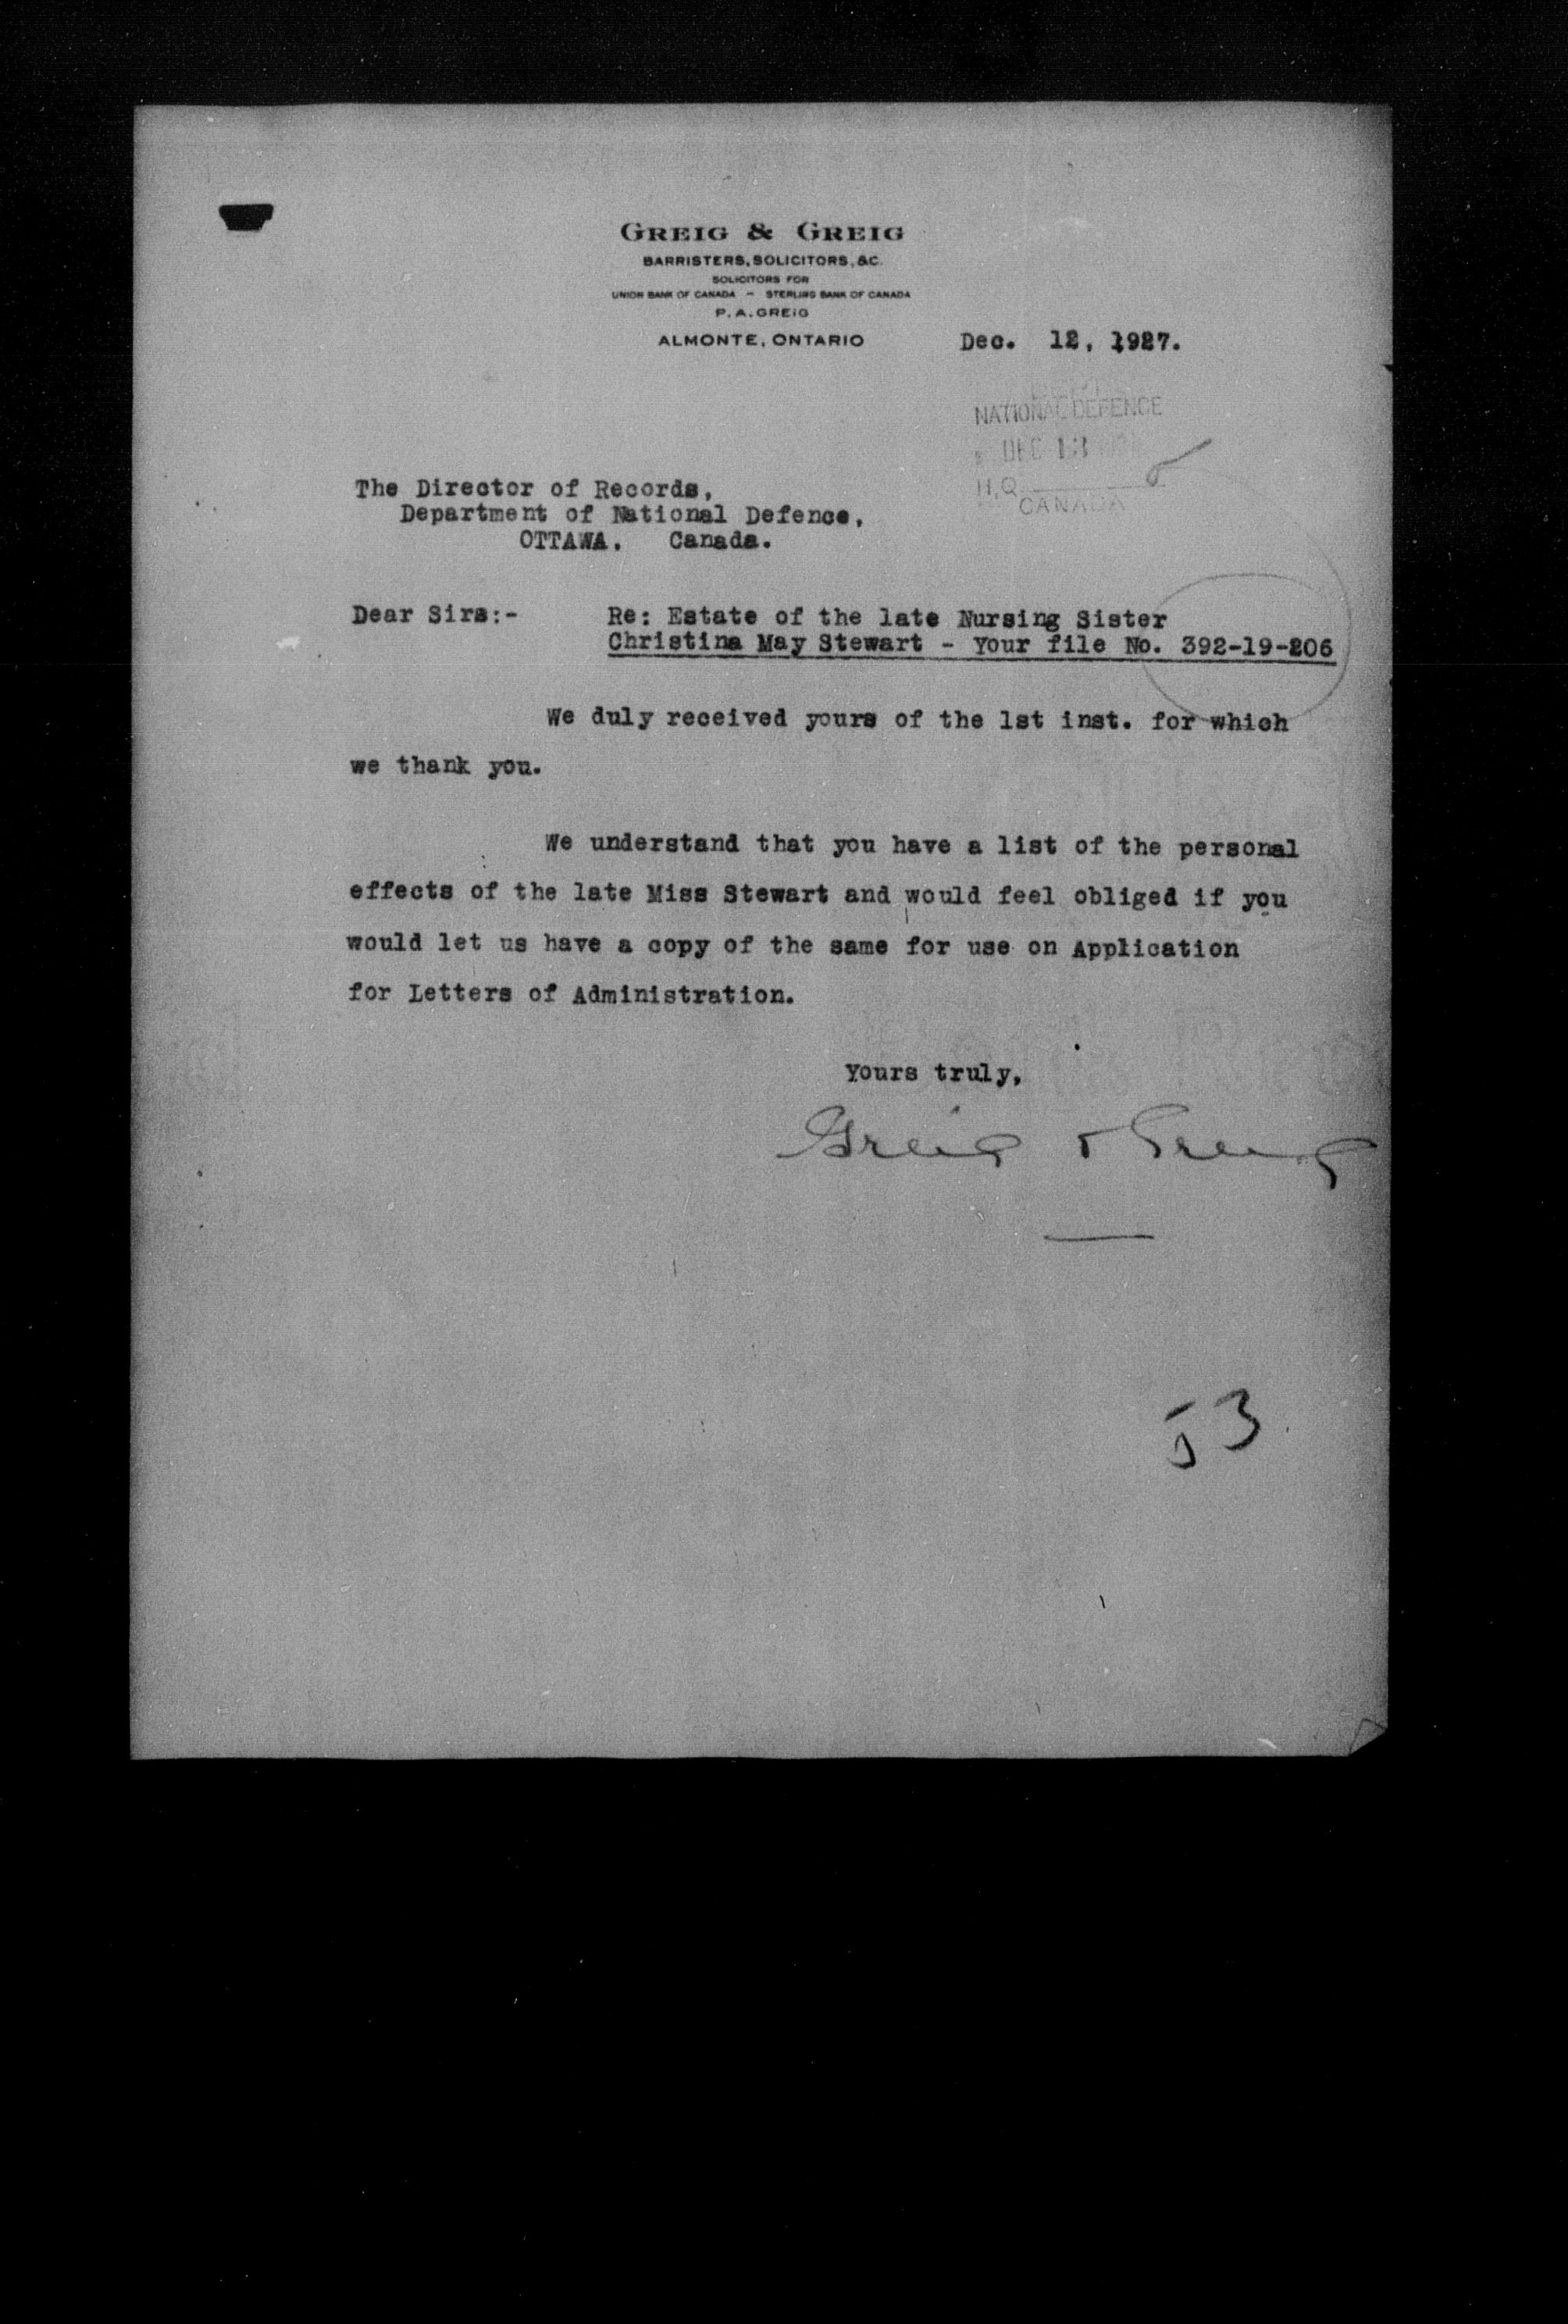 GREIG & GREIG
BARRISTERS, SOLICITORS, &C.
SOLICITORS FOR
UNION BANK OF CANADA — STERLING BANK OF CANADA
P. A. GREIG
ALMONTE, ONTARIO
Dec. 12, 1927.
NATIONAL DEFENCE
DEC 13
H.Q.
CANADA
The Director of Records,
Department of National Defence,
OTTAWA, Canada.
Dear Sirs:- Re: Estate of the late Nursing Sister
Christina May Stewart - Your file No. 392-19-206
We duly received yours of the 1st inst. for which
we thank you.
We understand that you have a list of the personal
effects of the late Miss Stewart and would feel obliged if you
would let us have a copy of the same for use on Application
for Letters of Administration.
Yours truly,
Greig & Greig
53